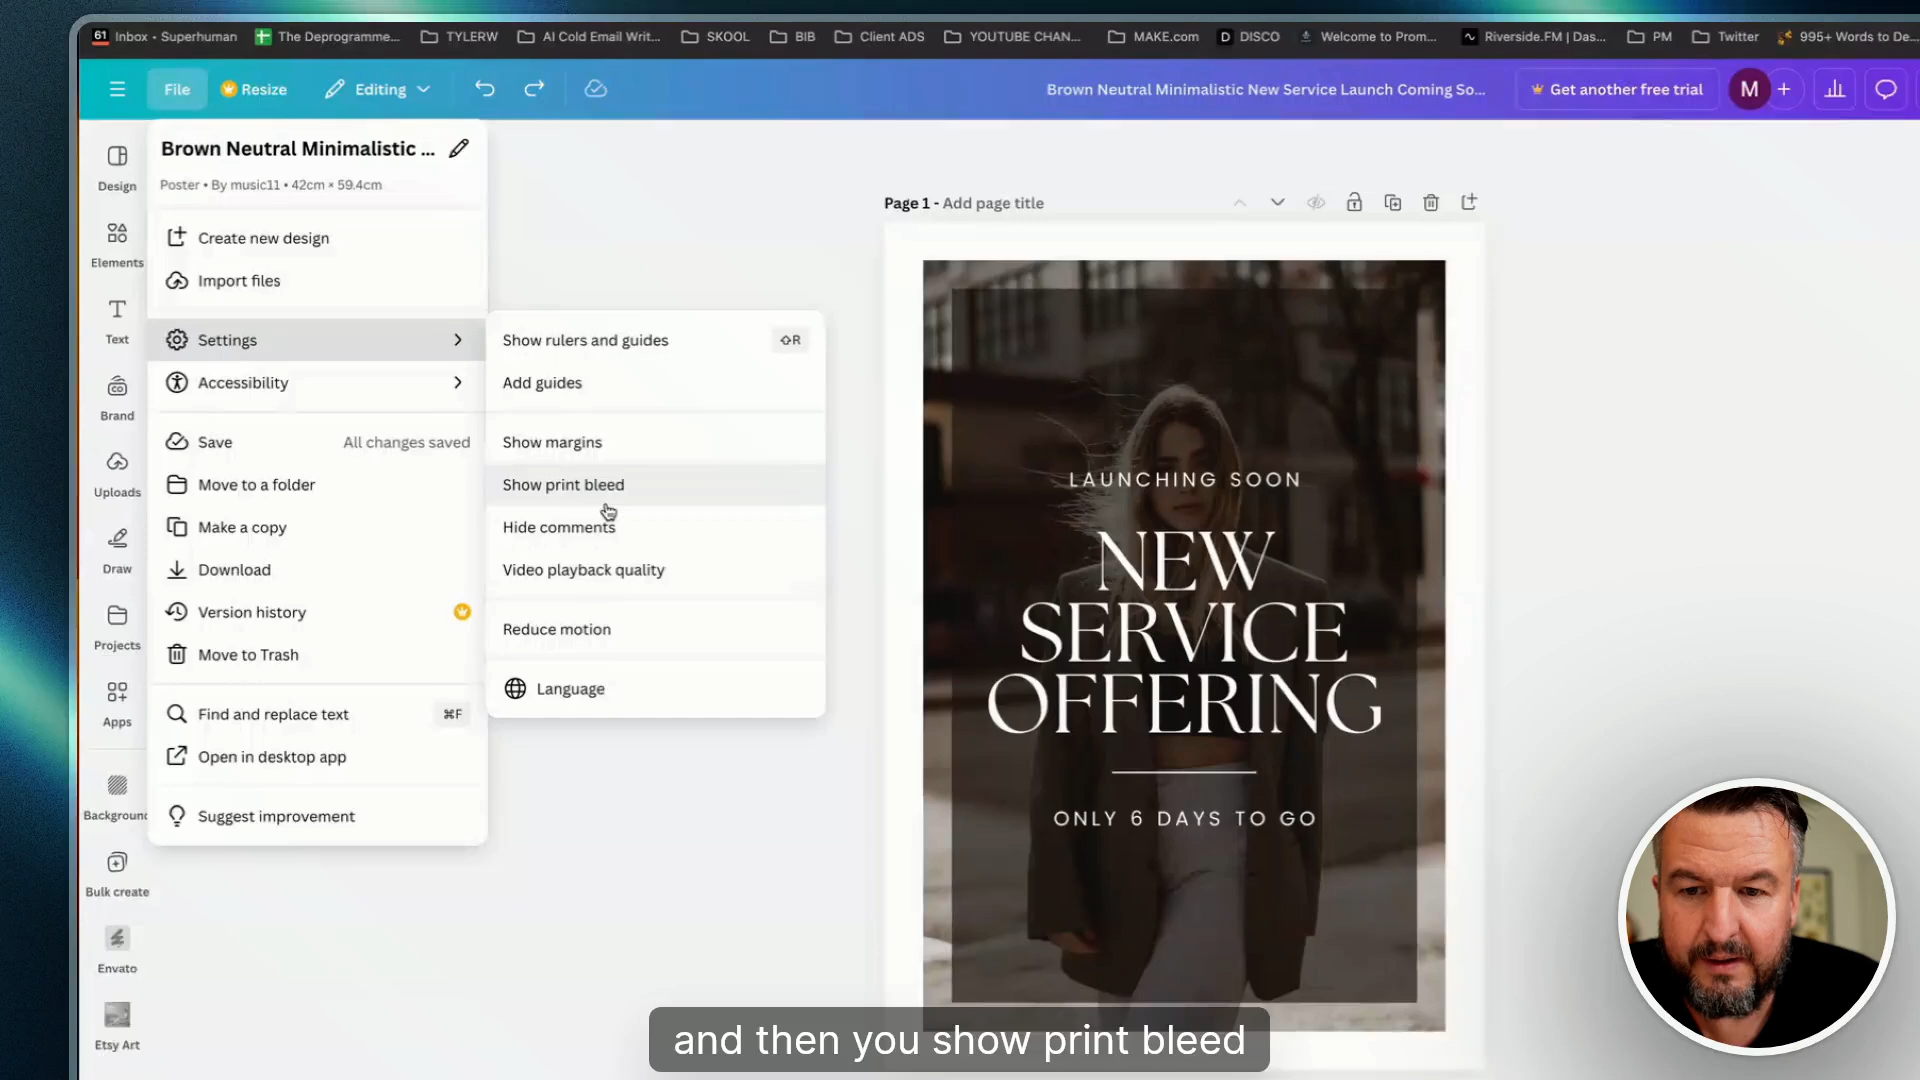 61 Inbox - Superhuman
The Deprogramme...
TYLERW
AI Cold Email Writ...
SKOOL
BIB
Client ADS
YOUTUBE CHAN...
MAKE.com
D DISCO
Welcome to Prom...
Riverside.FM | Das...
PM
Twitter
995+ Words to De...
File
Resize
Editing
Brown Neutral Minimalistic New Service Launch Coming So...
Get another free trial
M
+
Design
Elements
Text
Brand
Uploads
Draw
Projects
Apps
Background
Bulk create
Envato
Etsy Art
Brown Neutral Minimalistic ...
Poster • By music11 • 42cm × 59.4cm
Create new design
Import files
Settings
Accessibility
Save All changes saved
Move to a folder
Make a copy
Download
Version history
Move to Trash
Find and replace text ⌘F
Open in desktop app
Suggest improvement
Show rulers and guides ⇧R
Add guides
Show margins
Show print bleed
Hide comments
Video playback quality
Reduce motion
Language
Page 1 - Add page title
LAUNCHING SOON
NEW
SERVICE
OFFERING
ONLY 6 DAYS TO GO
and then you show print bleed